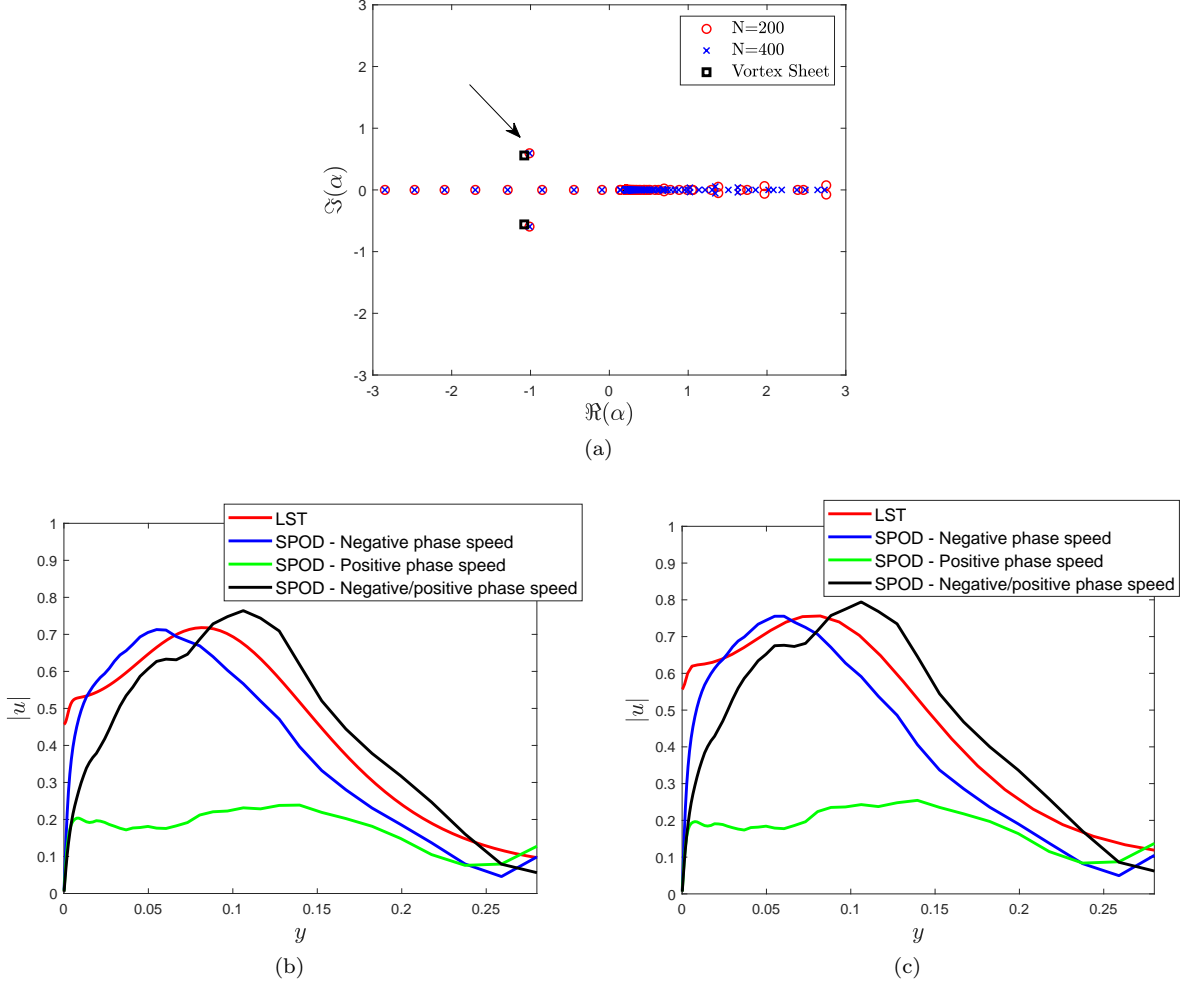 3
2
1
0
-1
-2
-3
ℑ(α)
N=200
N=400
Vortex Sheet
-3 -2 -1 0 1 2 3
ℜ(α)
(a)
LST
SPOD - Negative phase speed
SPOD - Positive phase speed
SPOD - Negative/positive phase speed
1
0.9
0.8
0.7
0.6
0.5
0.4
0.3
0.2
0.1
0
|u|
0 0.05 0.1 0.15 0.2 0.25
y
(b)
LST
SPOD - Negative phase speed
SPOD - Positive phase speed
SPOD - Negative/positive phase speed
1
0.9
0.8
0.7
0.6
0.5
0.4
0.3
0.2
0.1
0
|u|
0 0.05 0.1 0.15 0.2 0.25
y
(c)